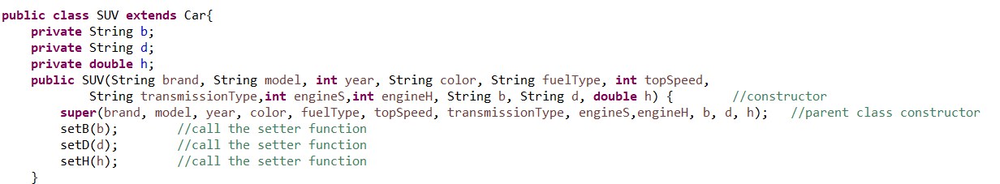 public class SUV extends Car{
private String b;
private String d;
private double h;
public SUV(String brand, String model, int year, String color, String fuelType, int topSpeed,
String transmissionType,int engineS,int engineH, String b, String d, double h) { //constructor
super(brand, model, year, color, fuelType, topSpeed, transmissionType, engineS,engineH, b, d, h); //parent class constructor
setB(b); //call the setter function
setD(d); //call the setter function
setH(h); //call the setter function
}